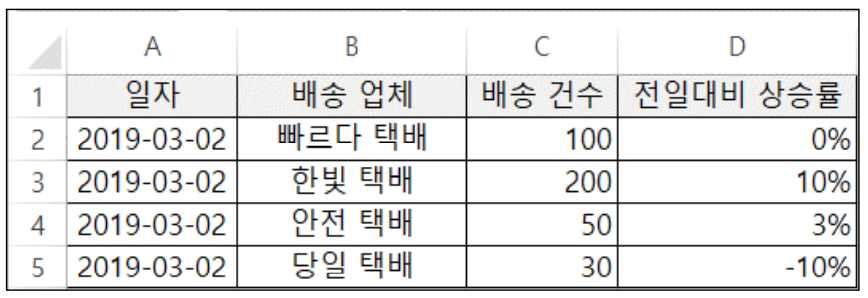 A B C D
1 일자 배송 업체 배송 건수 전일대비 상승률
2 2019-03-02 빠르다 택배 100 0%
3 2019-03-02 한빛 택배 200 10%
4 2019-03-02 안전 택배 50 3%
5 2019-03-02 당일 택배 30 -10%